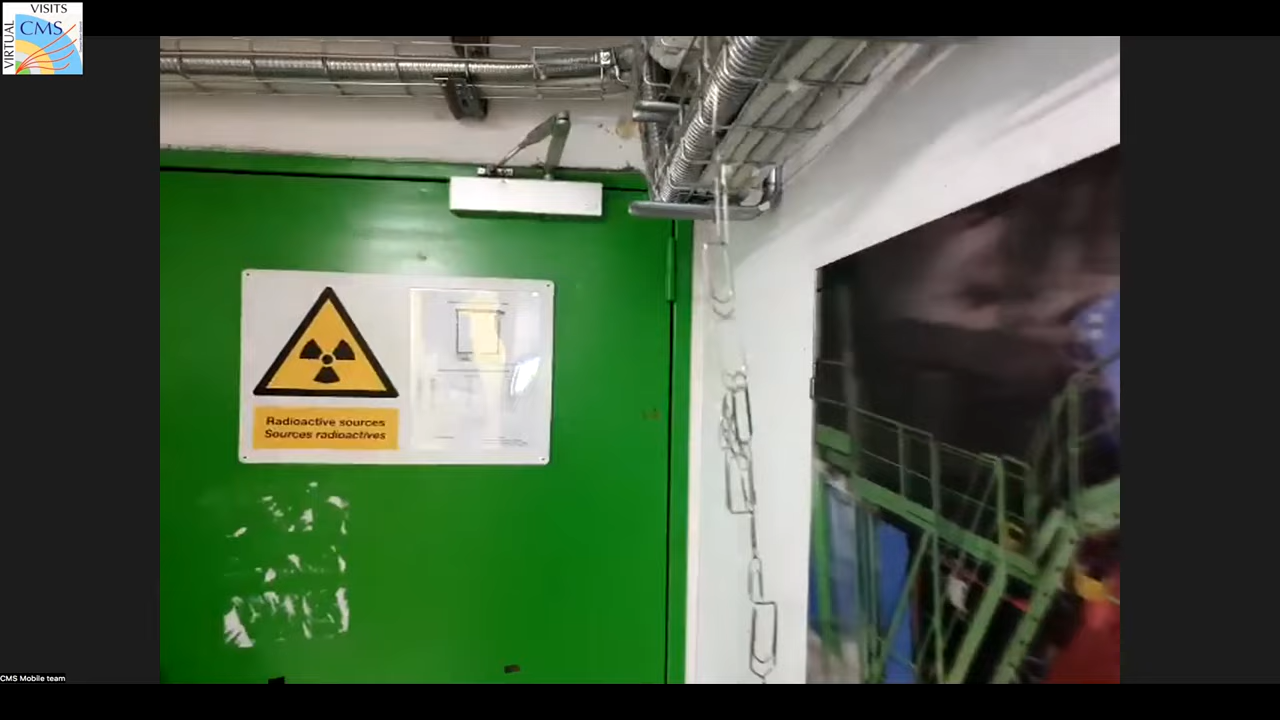 VISITS
VIRTUAL
CMS
Radioactive sources
Sources radioactives
CMS Mobile team